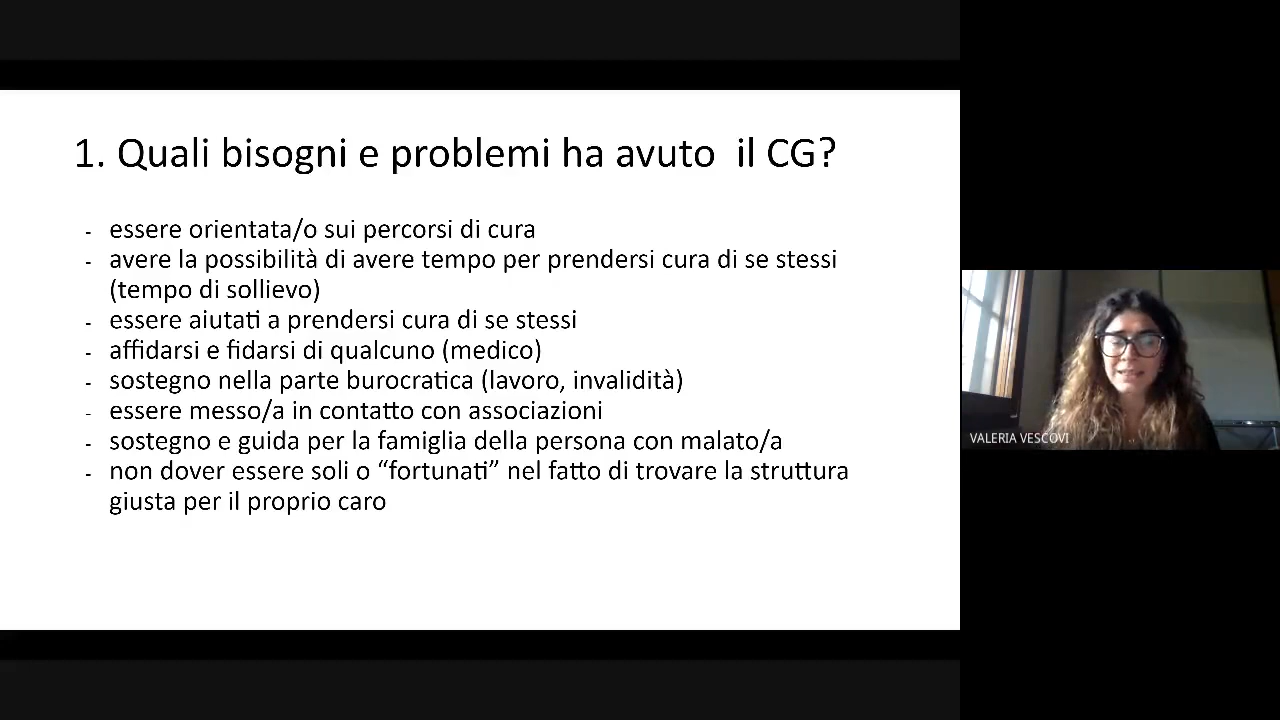 1. Quali bisogni e problemi ha avuto  il CG?
- essere orientata/o sui percorsi di cura
- avere la possibilità di avere tempo per prendersi cura di se stessi
(tempo di sollievo)
- essere aiutati a prendersi cura di se stessi
- affidarsi e fidarsi di qualcuno (medico)
- sostegno nella parte burocratica (lavoro, invalidità)
- essere messo/a in contatto con associazioni
- sostegno e guida per la famiglia della persona con malato/a
- non dover essere soli o “fortunati” nel fatto di trovare la struttura
giusta per il proprio caro
VALERIA VESCOVI